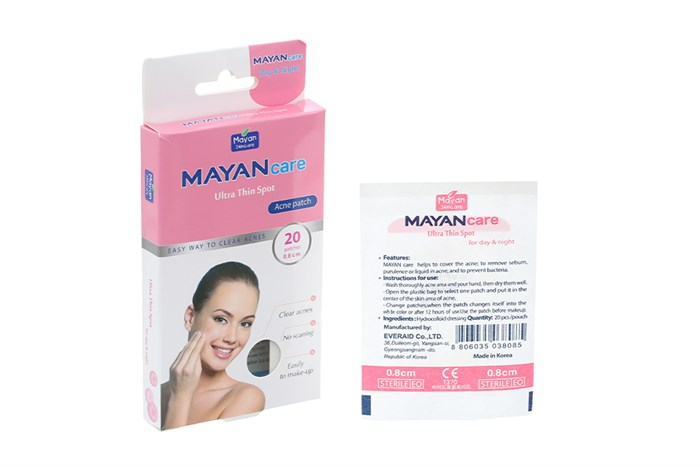 MAYANcare
Day & Night
Mayan
Skincare
MAYANcare
Ultra Thin Spot
Acne patch
EASY WAY TO CLEAR ACNES
20
patches
0.8cm
Clear acnes
No scaning
Easily
to make-up
Mayan
Skincare
MAYANcare
Ultra Thin Spot
for day & night
• Features:
MAYAN care helps to cover the acne; to remove sebum,
purulence or liquid in acne; and to prevent bacteria.
• Instructions for use:
- Wash thoroughly acne area and your hand, then dry them well.
- Open the plastic bag to select one patch and put it in the
center of the skin area of acne.
- Change patches,when the patch changes itself into the
white color or after 12 hours of use.Use the patch before makeup.
• Ingredients: Hydrocolloid dressing Quantity: 20 pcs/pouch
Manufactured by:
EVERAID Co.,LTD.
Republic of Korea
8 806035 038085
Made in Korea
0.8cm
STERILE EO
CE
1370
0.8cm
STERILE EO